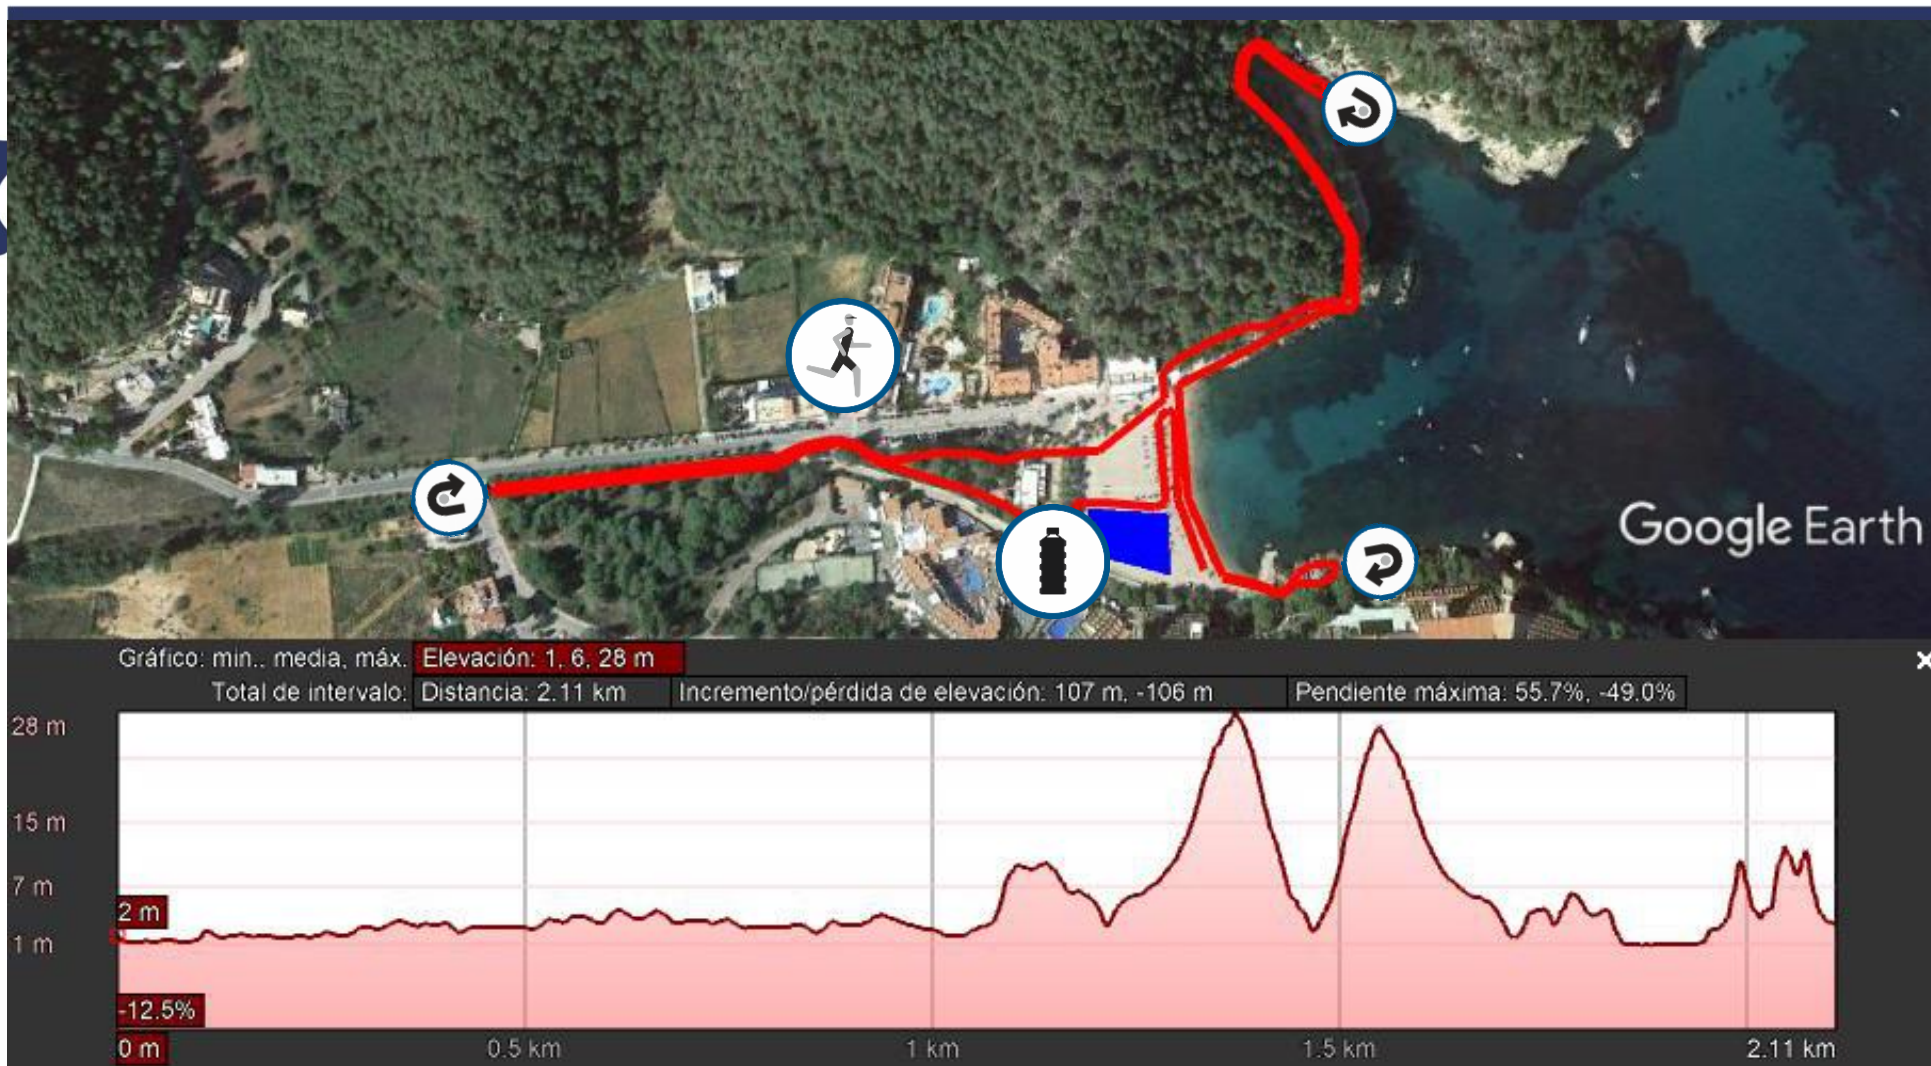 Google Earth
Gráfico: min.. media, máx. Elevación: 1, 6, 28 m
Total de intervalo: Distancia: 2.11 km Incremento/pérdida de elevación: 107 m, -106 m Pendiente máxima: 55.7%, -49.0%
28 m
15 m
7 m
2 m
1 m
-12.5%
0 m 0.5 km 1 km 1.5 km 2.11 km